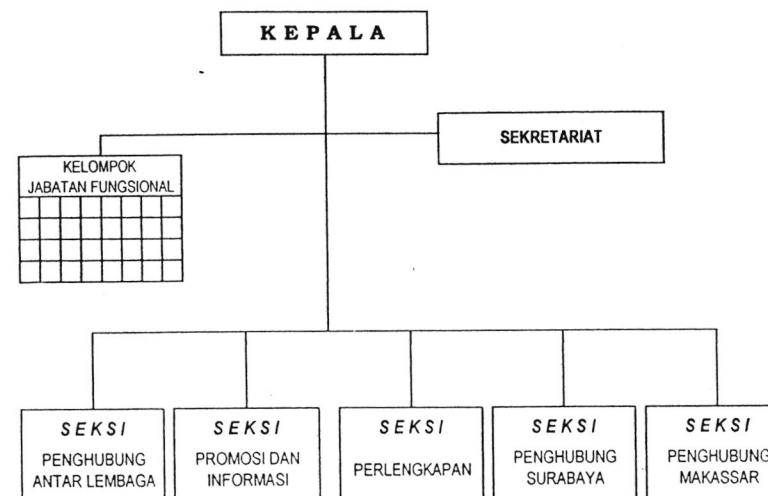 KEPALA
SEKRETARIAT
KELOMPOK
JABATAN FUNGSIONAL
SEKSI
PENGHUBUNG
ANTAR LEMBAGA
SEKSI
PROMOSI DAN
INFORMASI
SEKSI
PERLENGKAPAN
SEKSI
PENGHUBUNG
SURABAYA
SEKSI
PENGHUBUNG
MAKASSAR